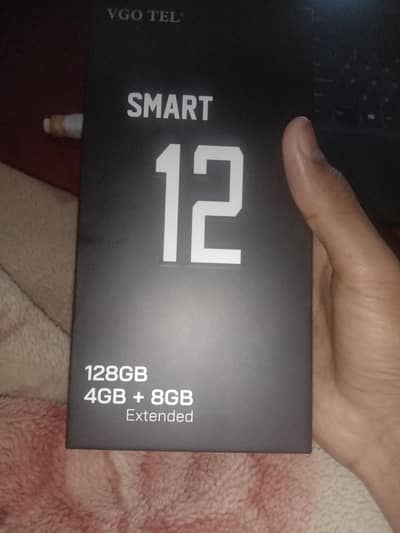 VGO TEL®
SMART
12
128GB
4GB + 8GB
Extended